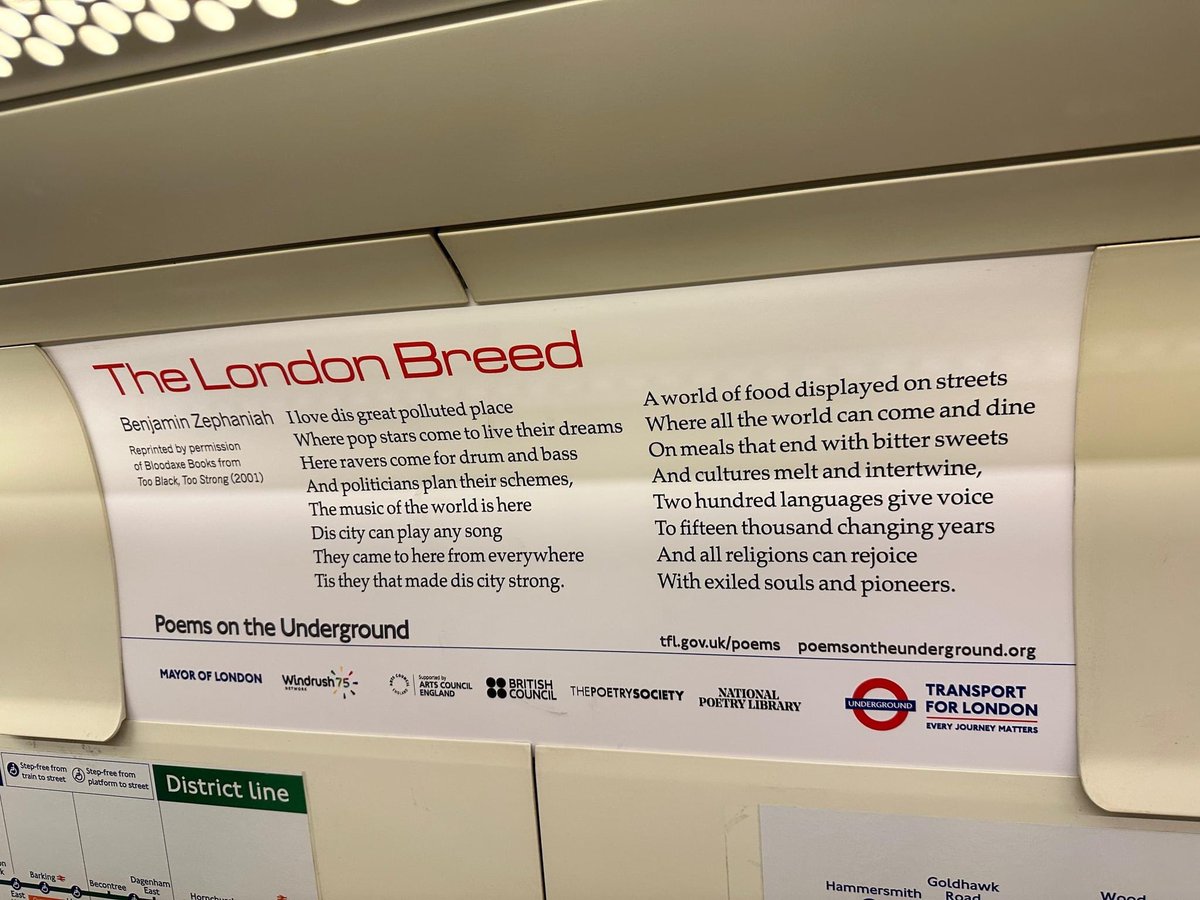 The London Breed
Benjamin Zephaniah
Reprinted by permission
of Bloodaxe Books from
Too Black, Too Strong (2001)
I love dis great polluted place
Where pop stars come to live their dreams
Here ravers come for drum and bass
And politicians plan their schemes,
The music of the world is here
Dis city can play any song
They came to here from everywhere
Tis they that made dis city strong.
A world of food displayed on streets
Where all the world can come and dine
On meals that end with bitter sweets
And cultures melt and intertwine,
Two hundred languages give voice
To fifteen thousand changing years
And all religions can rejoice
With exiled souls and pioneers.
Poems on the Underground
tfl.gov.uk/poems poemsontheunderground.org
MAYOR OF LONDON
Windrush 75
NETWORK
Supported by
ARTS COUNCIL
ENGLAND
BRITISH
COUNCIL
THE POETRY SOCIETY
NATIONAL
POETRY LIBRARY
UNDERGROUND
TRANSPORT
FOR LONDON
EVERY JOURNEY MATTERS
Step-free from
train to street
Step-free from
platform to street
District line
Barking
Becontree
Dagenham
East
East
Hammersmith
Goldhawk
Road
Wood